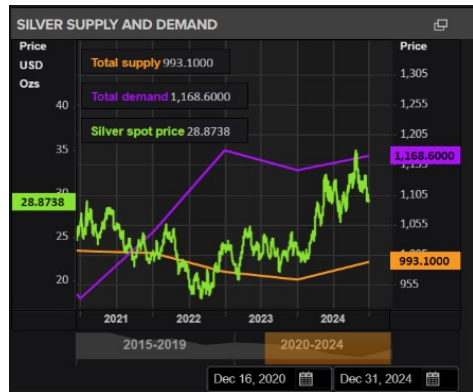 SILVER SUPPLY AND DEMAND
Price
USD
Ozs
Price
Total supply 993.1000
Total demand 1,168.6000
Silver spot price 28.8738
40
35
25
20
28.8738
1,305
1,255
1,205
1,168.6000
1,105
1,055
993.1000
955
2021
2022
2023
2024
2015-2019
2020-2024
Dec 16, 2020
Dec 31, 2024